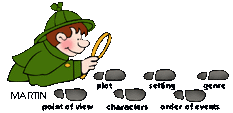 plot setting genre
MARTIN
point of view characters order of events